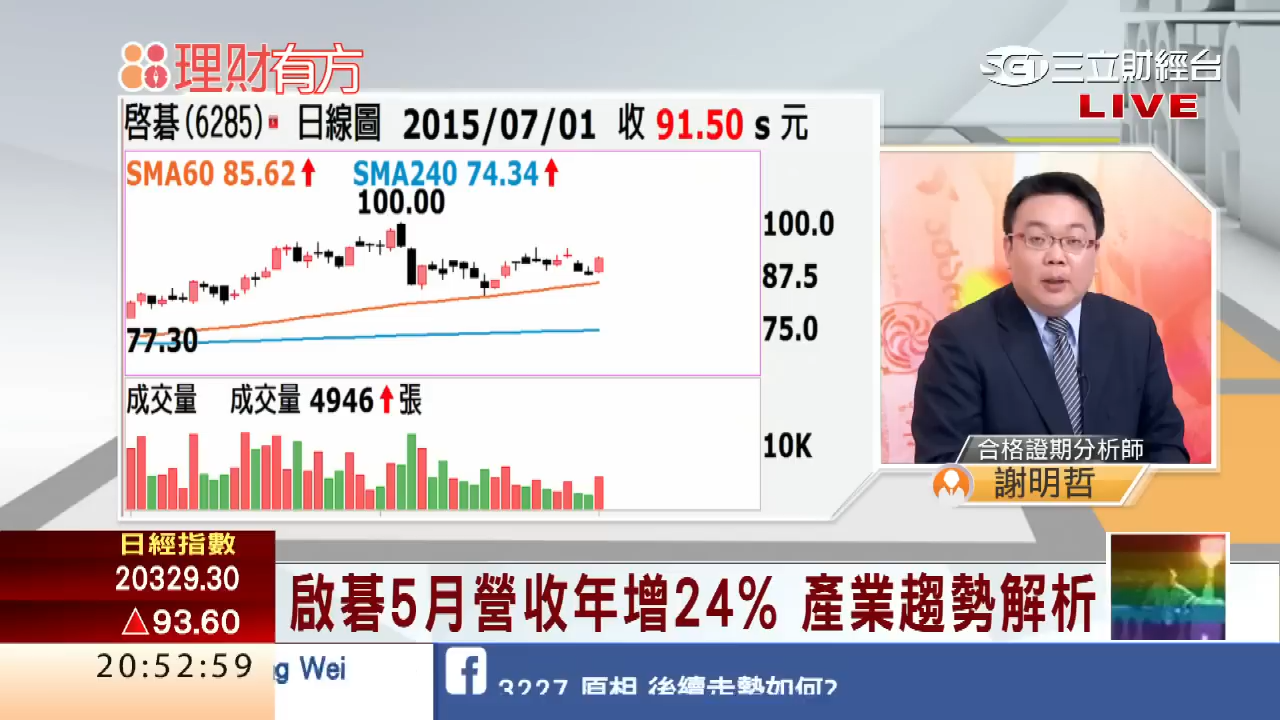 理財有方
SET 三立財經台
LIVE
啓碁(6285) 日線圖 2015/07/01 收 91.50 s 元
SMA60 85.62 SMA240 74.34
100.00
100.0
87.5
75.0
77.30
成交量 成交量 4946 張
10K
合格證期分析師
謝明哲
日經指數
20329.30
93.60
啟碁5月營收年增24% 產業趨勢解析
20:52:59
Wei
3227 原相 後續走勢如何?